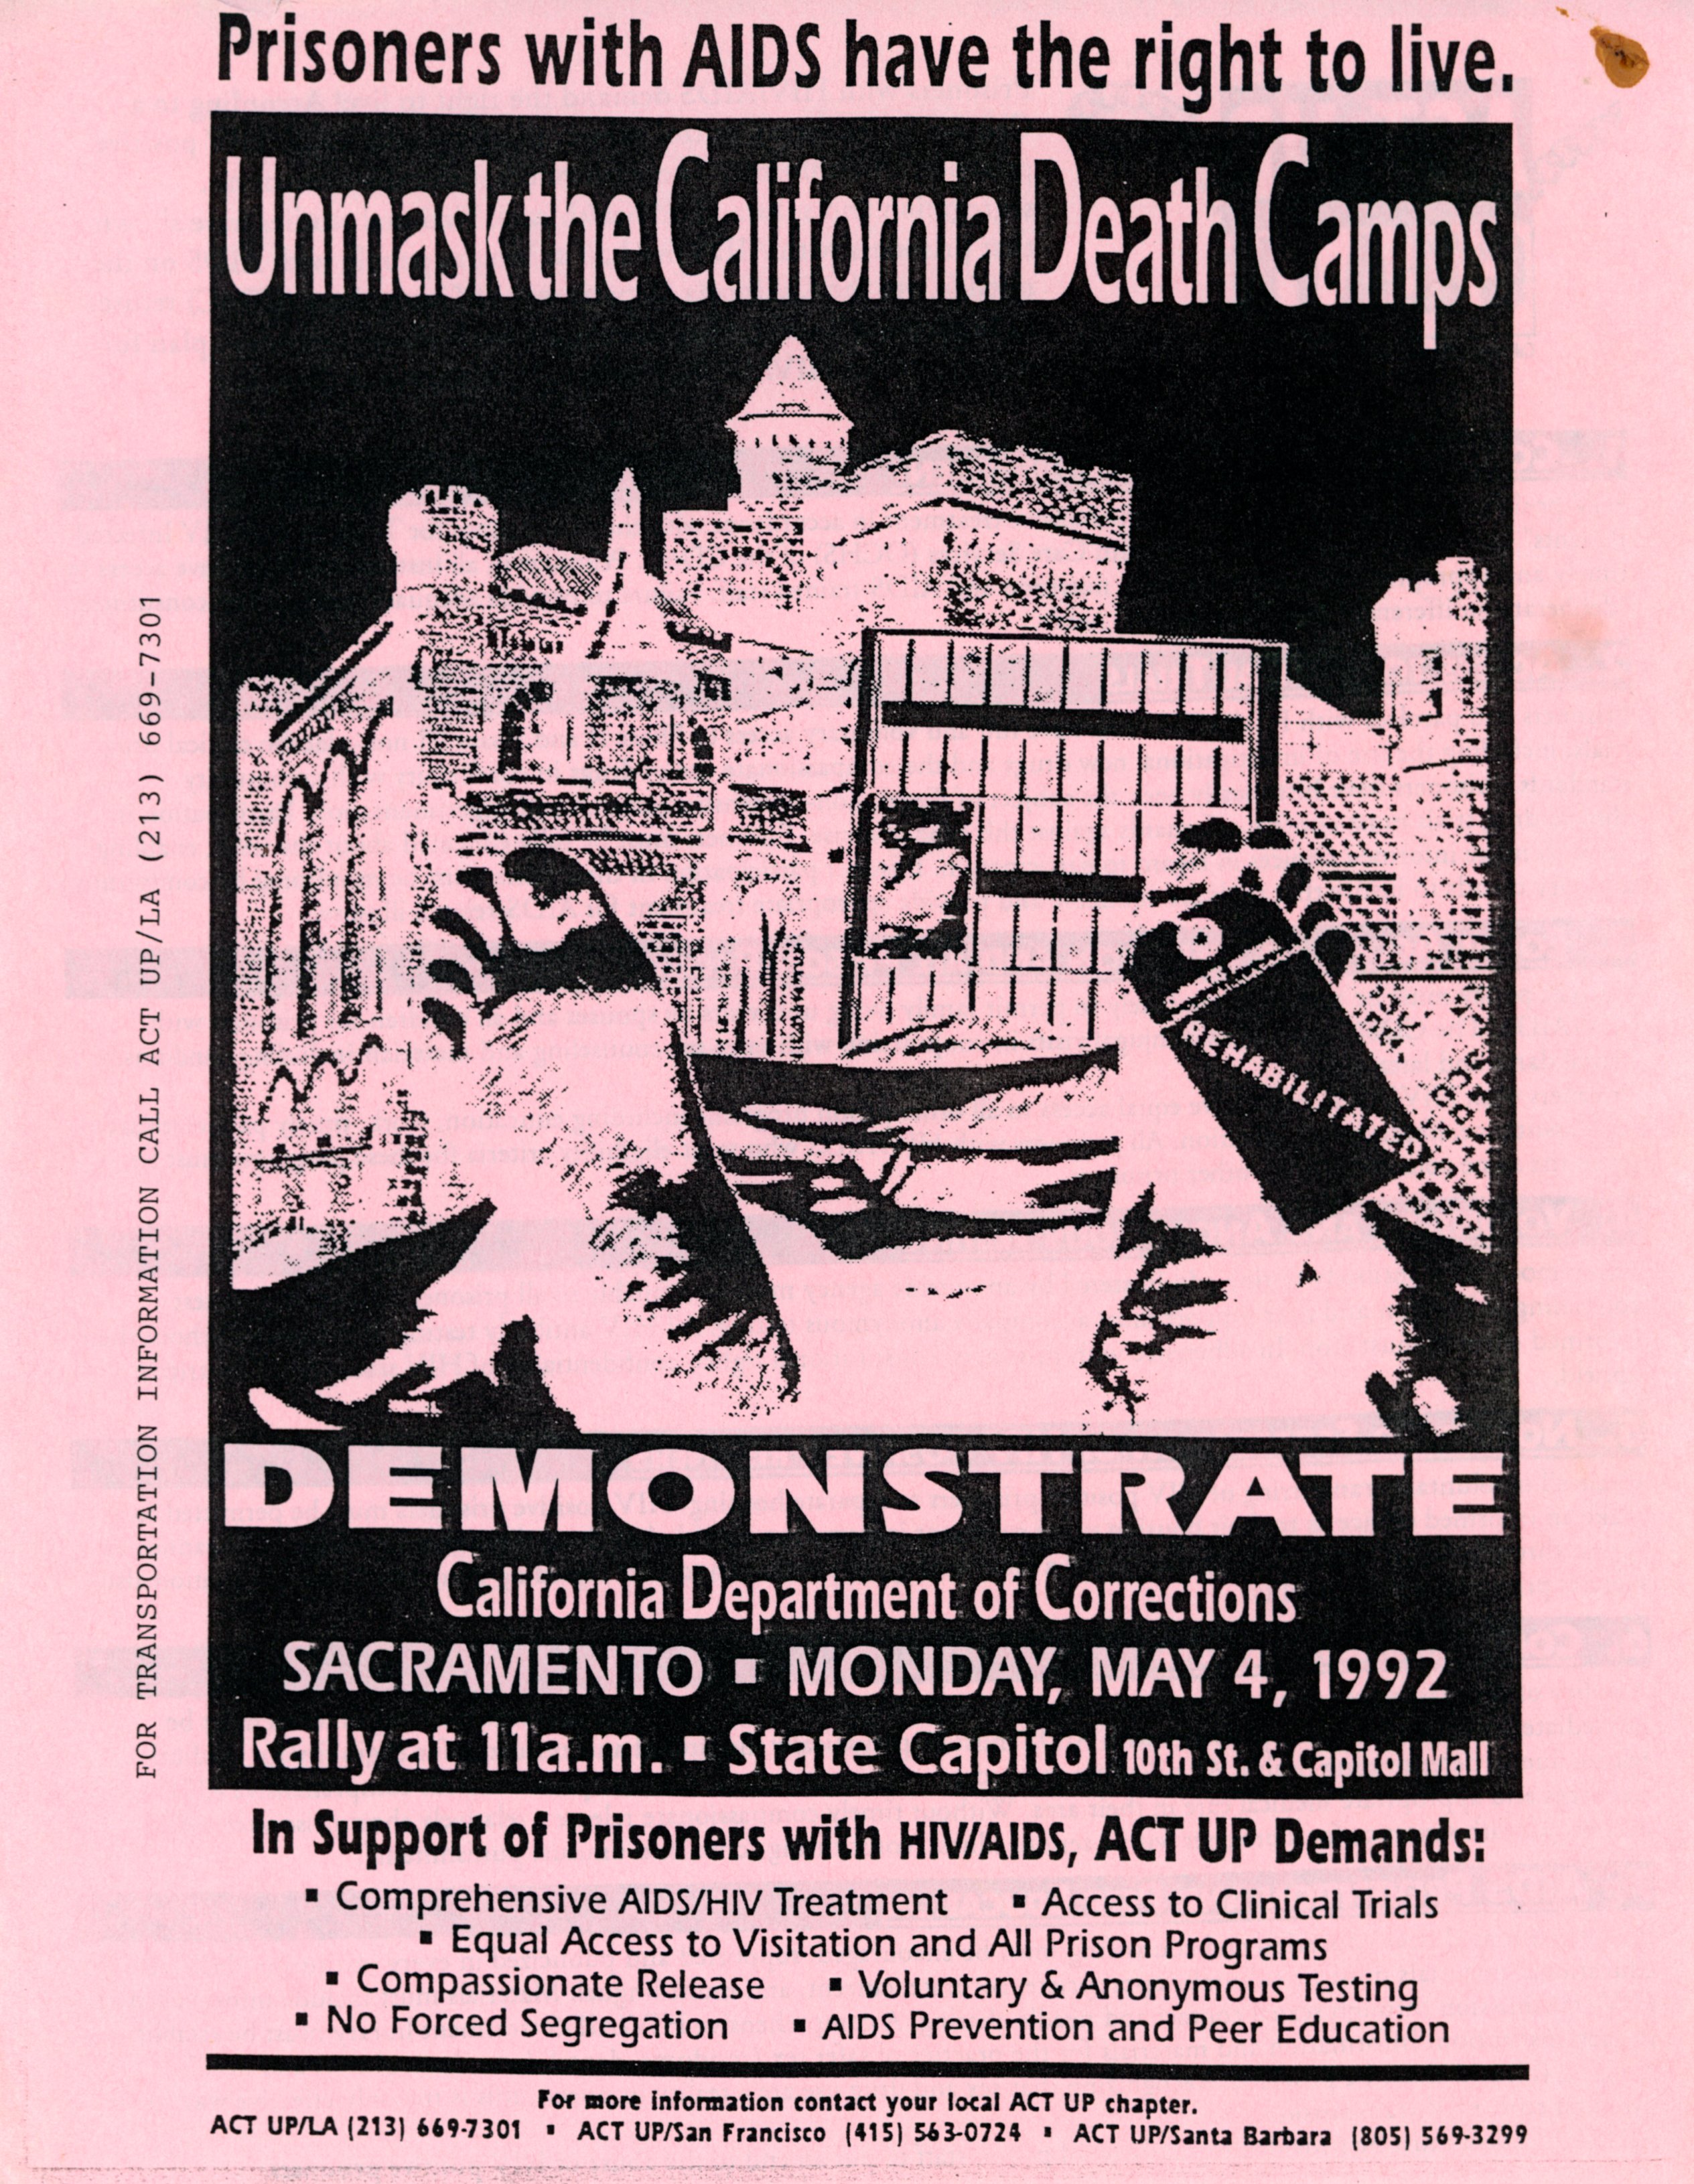 Prisoners with AIDS have the right to live.
Unmask the California Death Camps
REHABILITATED
DEMONSTRATE
California Department of Corrections
SACRAMENTO ▪ MONDAY, MAY 4, 1992
Rally at 11a.m. ▪ State Capitol 10th St. & Capitol Mall
In Support of Prisoners with HIV/AIDS, ACT UP Demands:
▪ Comprehensive AIDS/HIV Treatment ▪ Access to Clinical Trials
▪ Equal Access to Visitation and All Prison Programs
▪ Compassionate Release ▪ Voluntary & Anonymous Testing
▪ No Forced Segregation ▪ AIDS Prevention and Peer Education
For more information contact your local ACT UP chapter.
ACT UP/LA (213) 669-7301 ▪ ACT UP/San Francisco (415) 563-0724 ▪ ACT UP/Santa Barbara (805) 569-3299
FOR TRANSPORTATION INFORMATION CALL ACT UP/LA (213) 669-7301